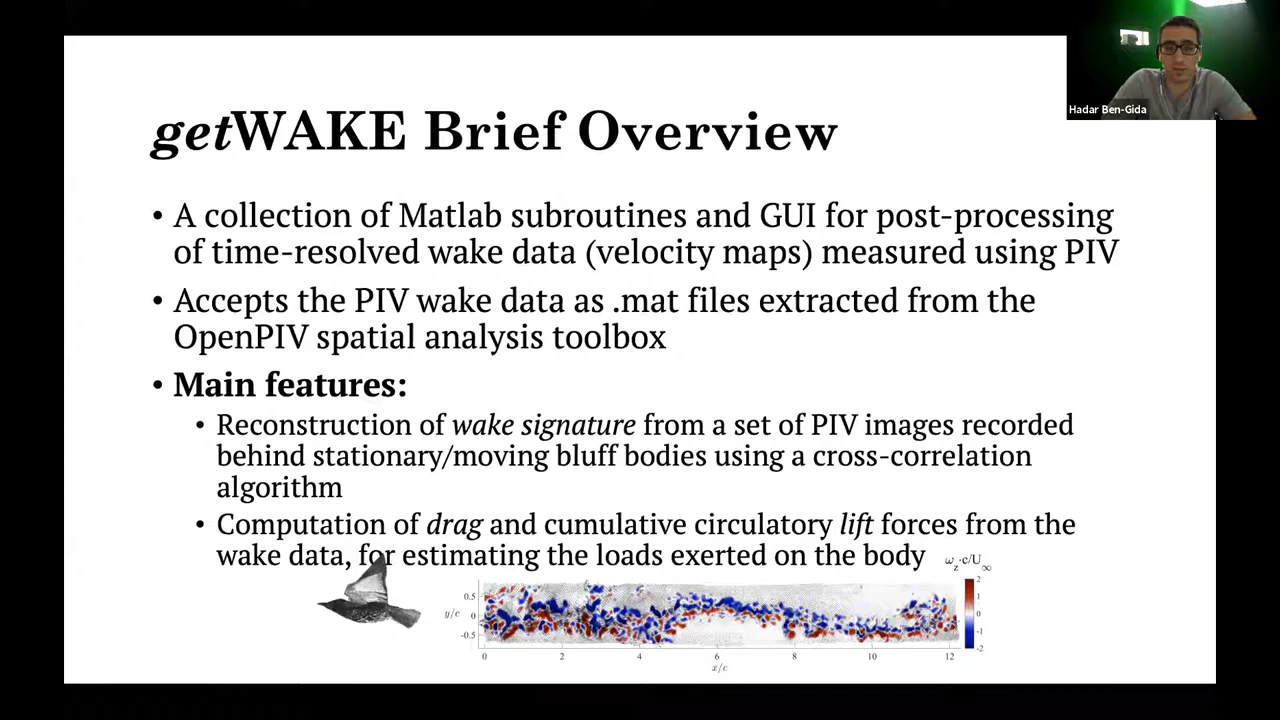 Hadar Ben-Gida
getWAKE Brief Overview
• A collection of Matlab subroutines and GUI for post-processing
of time-resolved wake data (velocity maps) measured using PIV
• Accepts the PIV wake data as .mat files extracted from the
OpenPIV spatial analysis toolbox
• Main features:
• Reconstruction of wake signature from a set of PIV images recorded
behind stationary/moving bluff bodies using a cross-correlation
algorithm
• Computation of drag and cumulative circulatory lift forces from the
wake data, for estimating the loads exerted on the body
ω_z·c/U_∞
2
1
0
-1
-2
0.5
y/c 0
-0.5
0 2 4 6 8 10 12
x/c